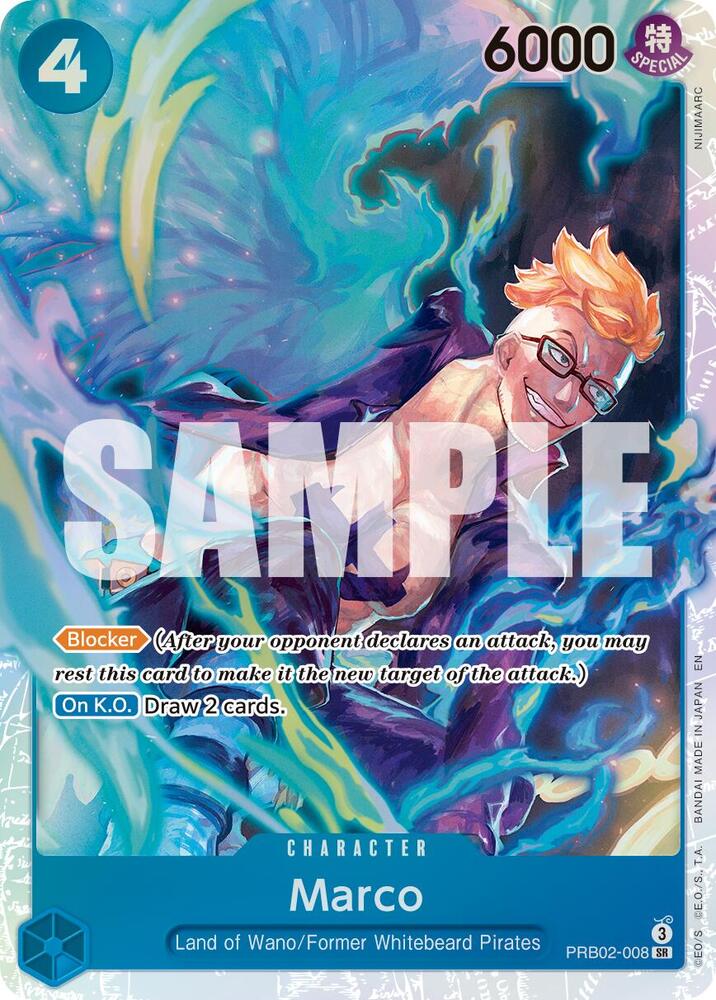 4
6000
特
SPECIAL
NIJIMAARC
SAMPLE
Blocker (After your opponent declares an attack, you may
rest this card to make it the new target of the attack.)
On K.O. Draw 2 cards.
CHARACTER
Marco
Land of Wano/Former Whitebeard Pirates
3
PRB02-008 SR
©E.O/S ©E.O./S., T.A. BANDAI MADE IN JAPAN EN